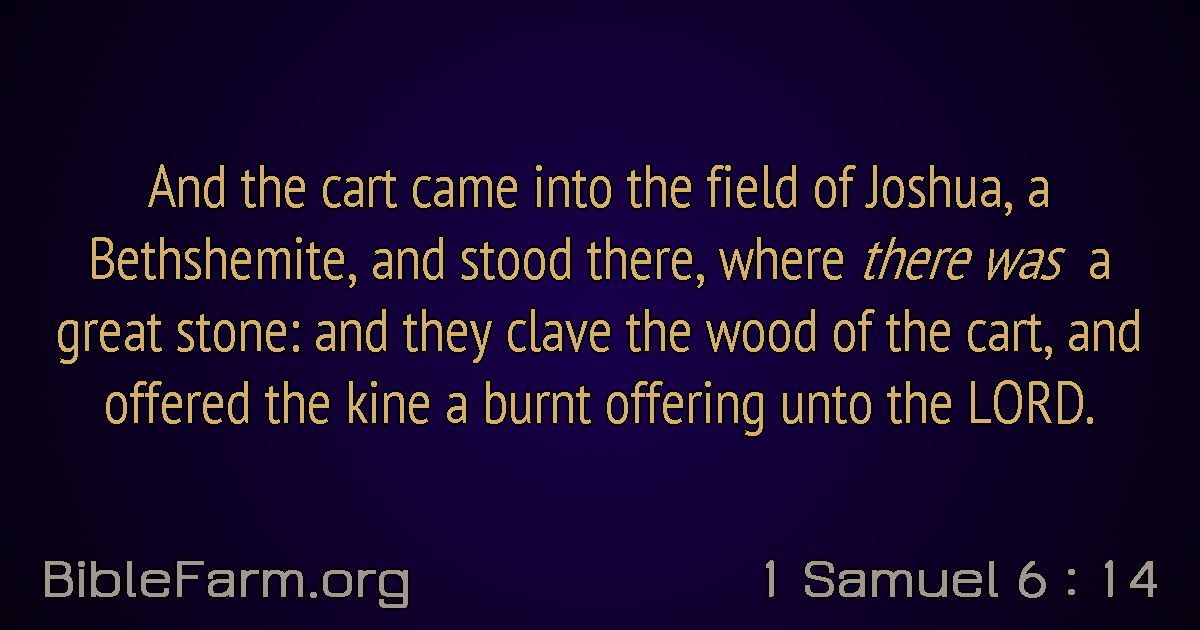 And the cart came into the field of Joshua, a
Bethshemite, and stood there, where there was a
great stone: and they clave the wood of the cart, and
offered the kine a burnt offering unto the LORD.
BibleFarm.org
1 Samuel 6 : 14